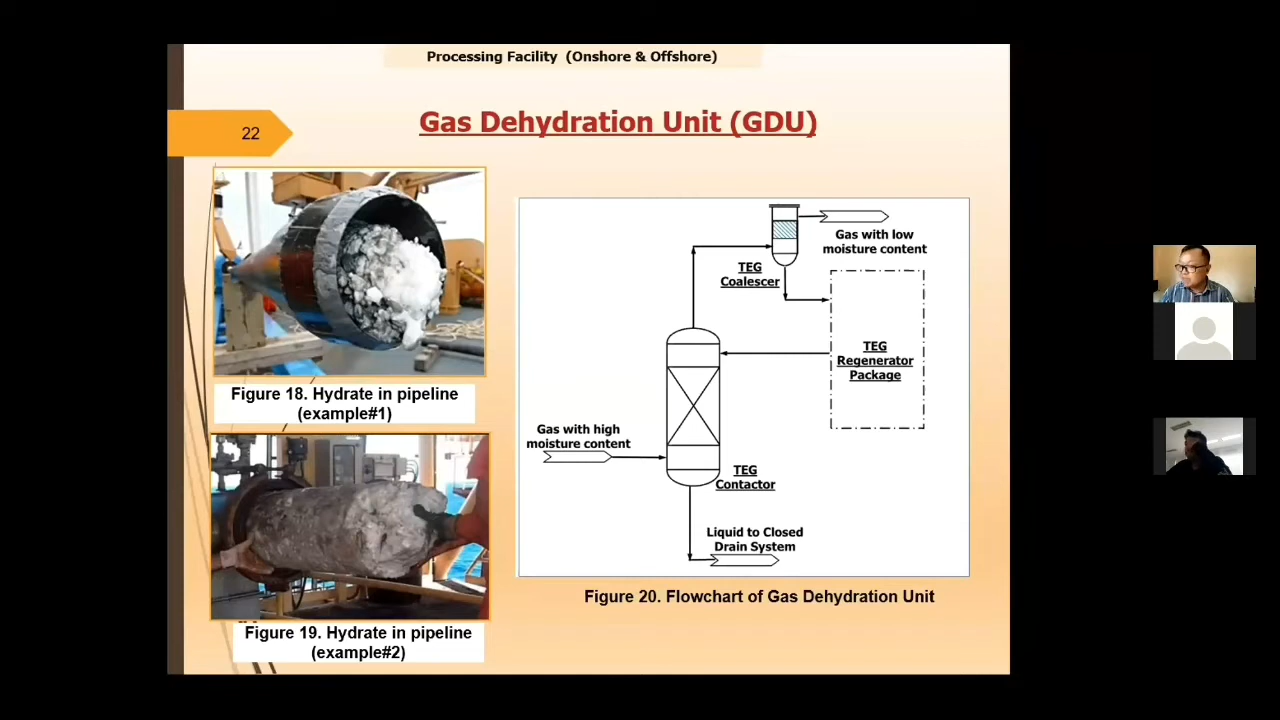 Processing Facility (Onshore & Offshore)
22
Gas Dehydration Unit (GDU)
Figure 18. Hydrate in pipeline
(example#1)
Figure 19. Hydrate in pipeline
(example#2)
Gas with low
moisture content
TEG
Coalescer
TEG
Regenerator
Package
Gas with high
moisture content
TEG
Contactor
Liquid to Closed
Drain System
Figure 20. Flowchart of Gas Dehydration Unit